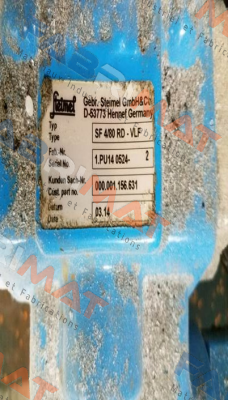 Steimel
Gebr. Steimel GmbH&Co
D-53773 Hennef, Germany
Typ
Type
SF 4/80 RD - VLF
Fab.-Nr.
Serial No.
1.PU14 0524- 2
Kunden Sach-Nr.
Cust. part no.
000.001.156.631
Datum
Date
03.14